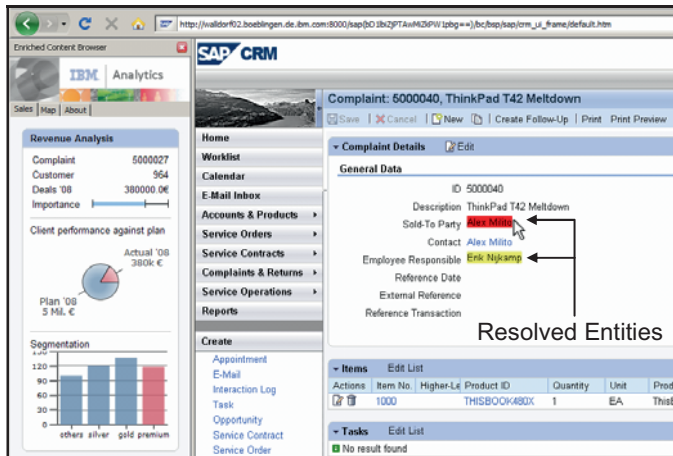 http://walldorf02.boeblingen.de.ibm.com:8000/sap(bD1lbiZjPTAwMiZkPW1pbg==)/bc/bsp/sap/crm_ui_frame/default.htm
Enriched Content Browser
IBM Analytics
Sales Map About
Revenue Analysis
Complaint 5000027
Customer 964
Deals '08 380000.0€
Importance
Client performance against plan
Actual '08
380k €
Plan '08
5 Mil. €
Segmentation
150
120
90
60
30
0
others silver gold premium
SAP CRM
Home
Worklist
Calendar
E-Mail Inbox
Accounts & Products
Service Orders
Service Contracts
Complaints & Returns
Service Operations
Reports
Create
Appointment
E-Mail
Interaction Log
Task
Opportunity
Service Contract
Service Order
Complaint: 5000040, ThinkPad T42 Meltdown
Save Cancel New Create Follow-Up Print Print Preview
Complaint Details Edit
General Data
ID 5000040
Description ThinkPad T42 Meltdown
Sold-To Party Alex Milito
Contact Alex Milito
Employee Responsible Erik Nijkamp
Reference Date
External Reference
Reference Transaction
Resolved Entities
Items Edit List
Actions Item No. Higher-Le Product ID Quantity Unit Prod
1000 THISBOOK480X 1 EA This
Tasks Edit List
No result found